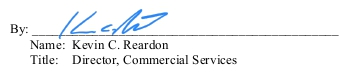 By:
Name: Kevin C. Reardon
Title: Director, Commercial Services